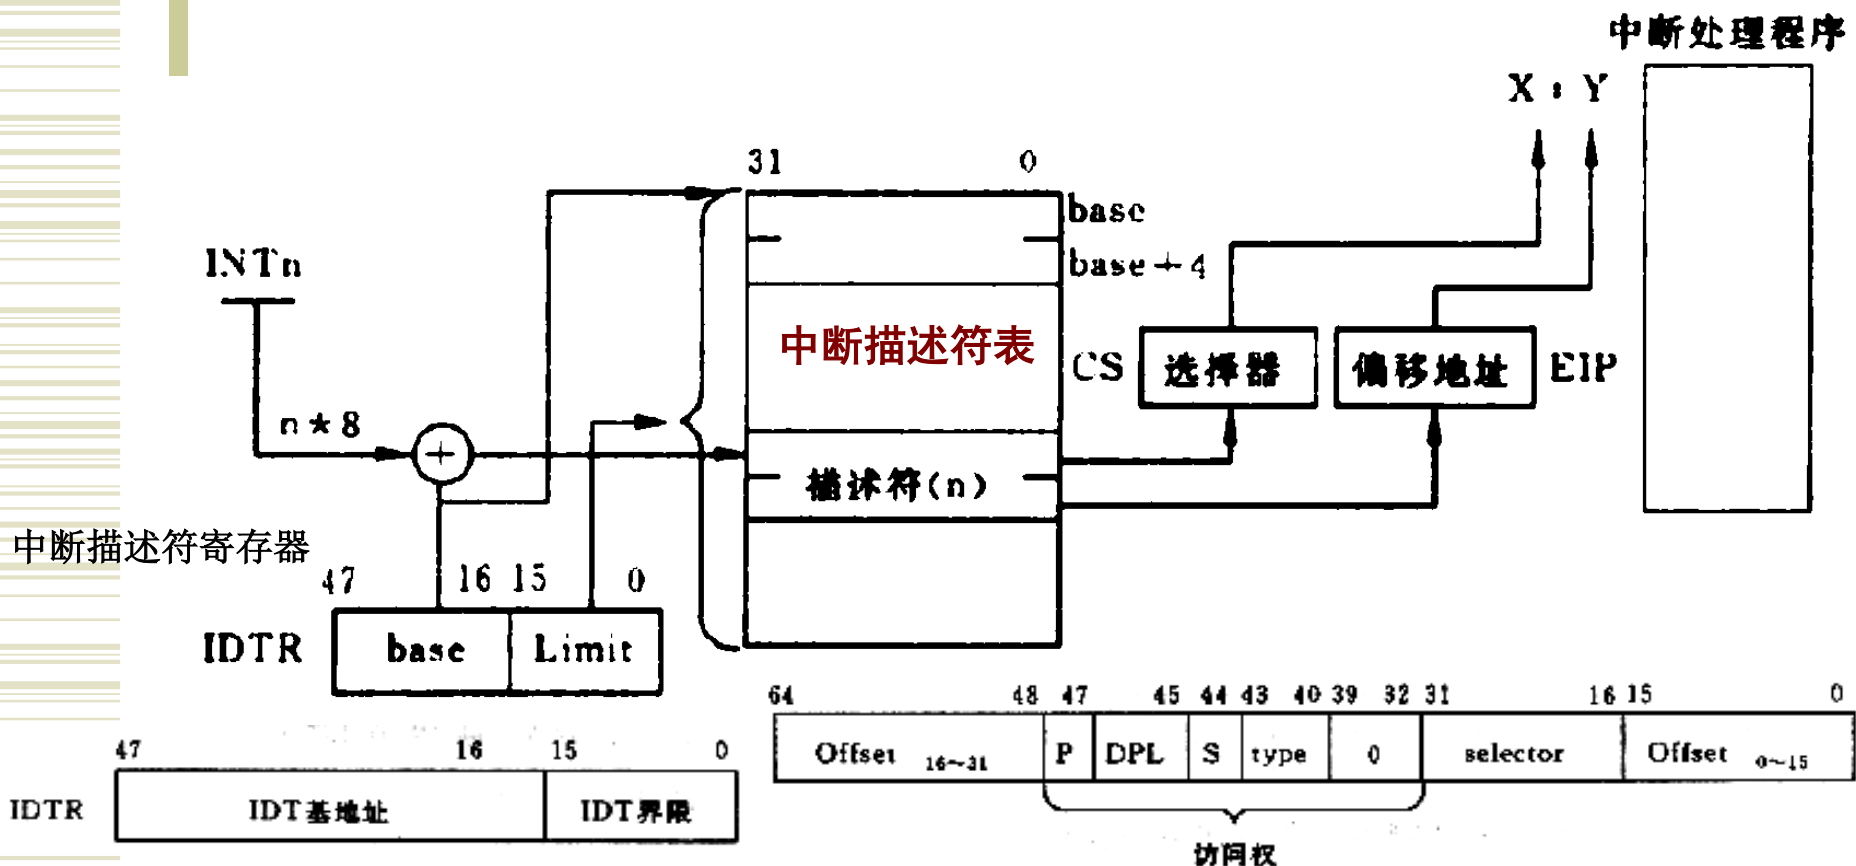 中断处理程序
X : Y
31 0
base
INTn
base + 4
中断描述符表
CS 选择器 偏移地址 EIP
n * 8
+
描述符(n)
中断描述符寄存器
47 16 15 0
IDTR base Limit
64 48 47 45 44 43 40 39 32 31 16 15 0
Offset 16~31 P DPL S type 0 selector Offset 0~15
47 16 15 0
IDTR IDT基地址 IDT界限
访问权